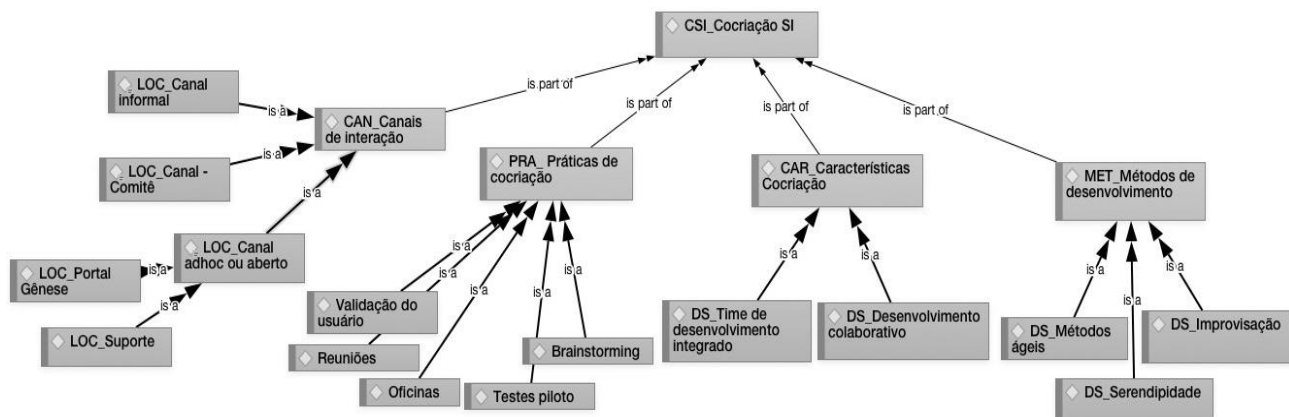 CSI_Cocriação SI
is part of
is part of
is part of
is part of
LOC_Canal
informal
is a
CAN_Canais
de interação
LOC_Canal -
Comitê
is a
is a
PRA_ Práticas de
cocriação
CAR_Características
Cocriação
MET_Métodos de
desenvolvimento
LOC_Canal
adhoc ou aberto
LOC_Portal
Gênese
is a
is a
LOC_Suporte
is a
is a
is a
is a
is a
Validação do
usuário
Reuniões
Oficinas
Testes piloto
Brainstorming
is a
is a
DS_Time de
desenvolvimento
integrado
DS_Desenvolvimento
colaborativo
is a
is a
is a
DS_Métodos
ágeis
DS_Improvisação
DS_Serendipidade